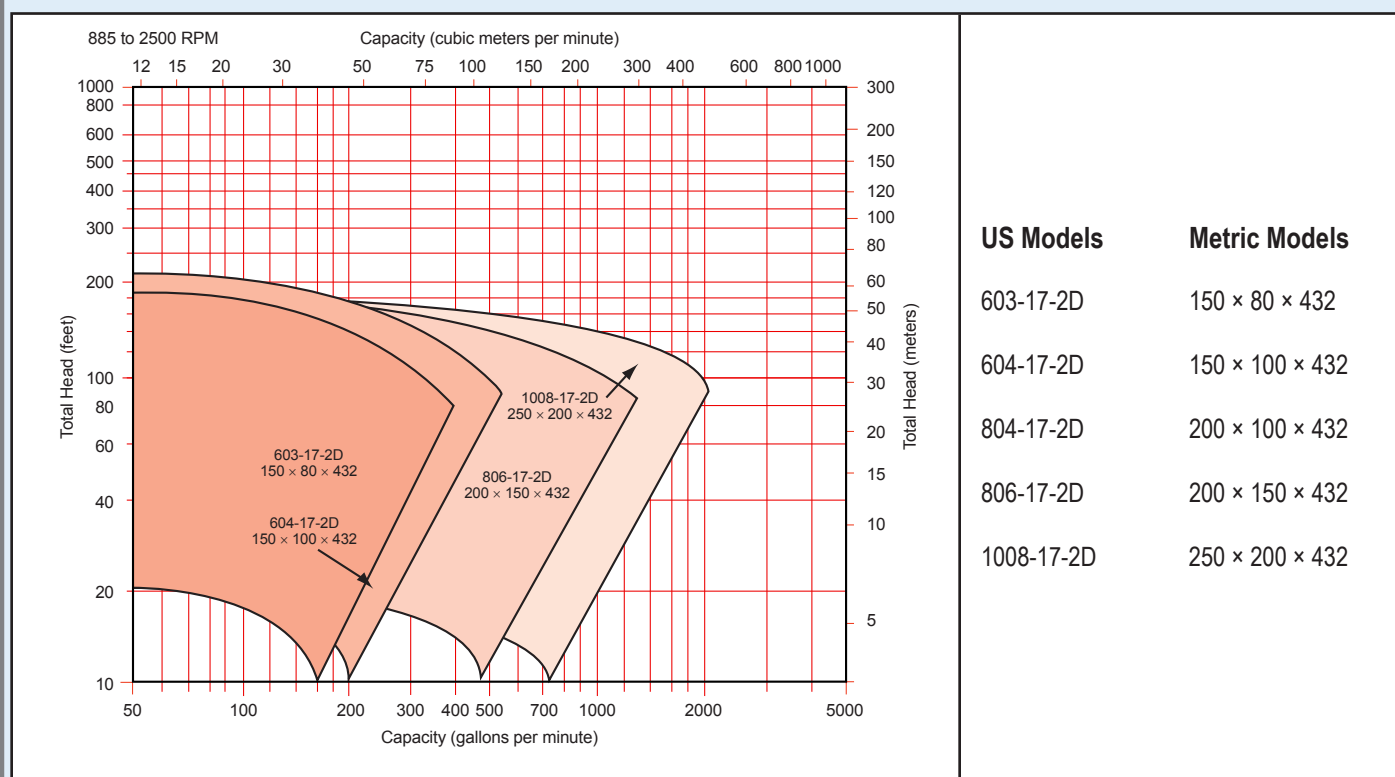 885 to 2500 RPM
Capacity (cubic meters per minute)
12 15 20 30 50 75 100 150 200 300 400 600 800 1000
1000
800
600
500
400
300
200
100
80
60
40
20
10
Total Head (feet)
300
200
150
120
100
80
60
50
40
30
20
15
10
5
Total Head (meters)
1008-17-2D
250 × 200 × 432
603-17-2D
150 × 80 × 432
806-17-2D
200 × 150 × 432
604-17-2D
150 × 100 × 432
50 100 200 300 400 500 700 1000 2000 5000
Capacity (gallons per minute)
US Models Metric Models
603-17-2D 150 × 80 × 432
604-17-2D 150 × 100 × 432
804-17-2D 200 × 100 × 432
806-17-2D 200 × 150 × 432
1008-17-2D 250 × 200 × 432